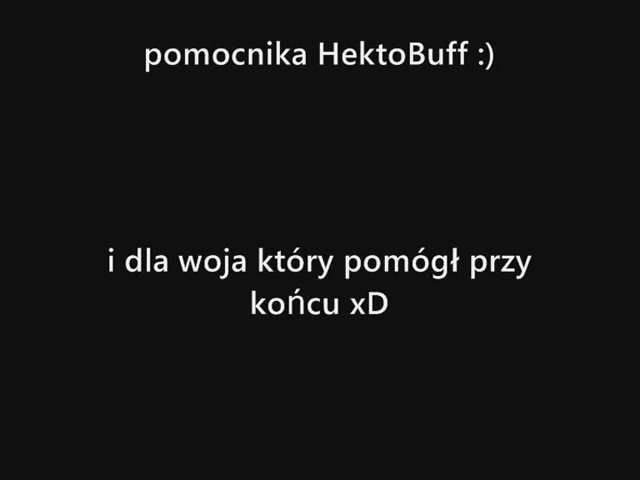 pomocnika HektoBuff :)
i dla woja który pomógł przy
końcu xD